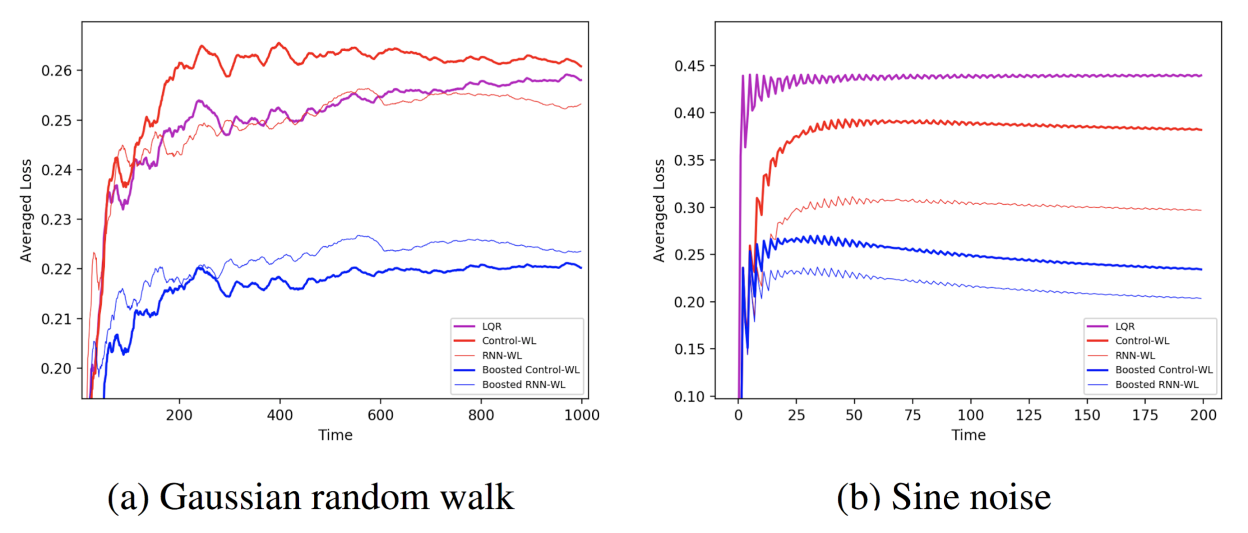 0.26
0.25
0.24
0.23
0.22
0.21
0.20
Averaged Loss
LQR
Control-WL
RNN-WL
Boosted Control-WL
Boosted RNN-WL
200 400 600 800 1000
Time
(a) Gaussian random walk
0.45
0.40
0.35
0.30
0.25
0.20
0.15
0.10
Averaged Loss
LQR
Control-WL
RNN-WL
Boosted Control-WL
Boosted RNN-WL
0 25 50 75 100 125 150 175 200
Time
(b) Sine noise